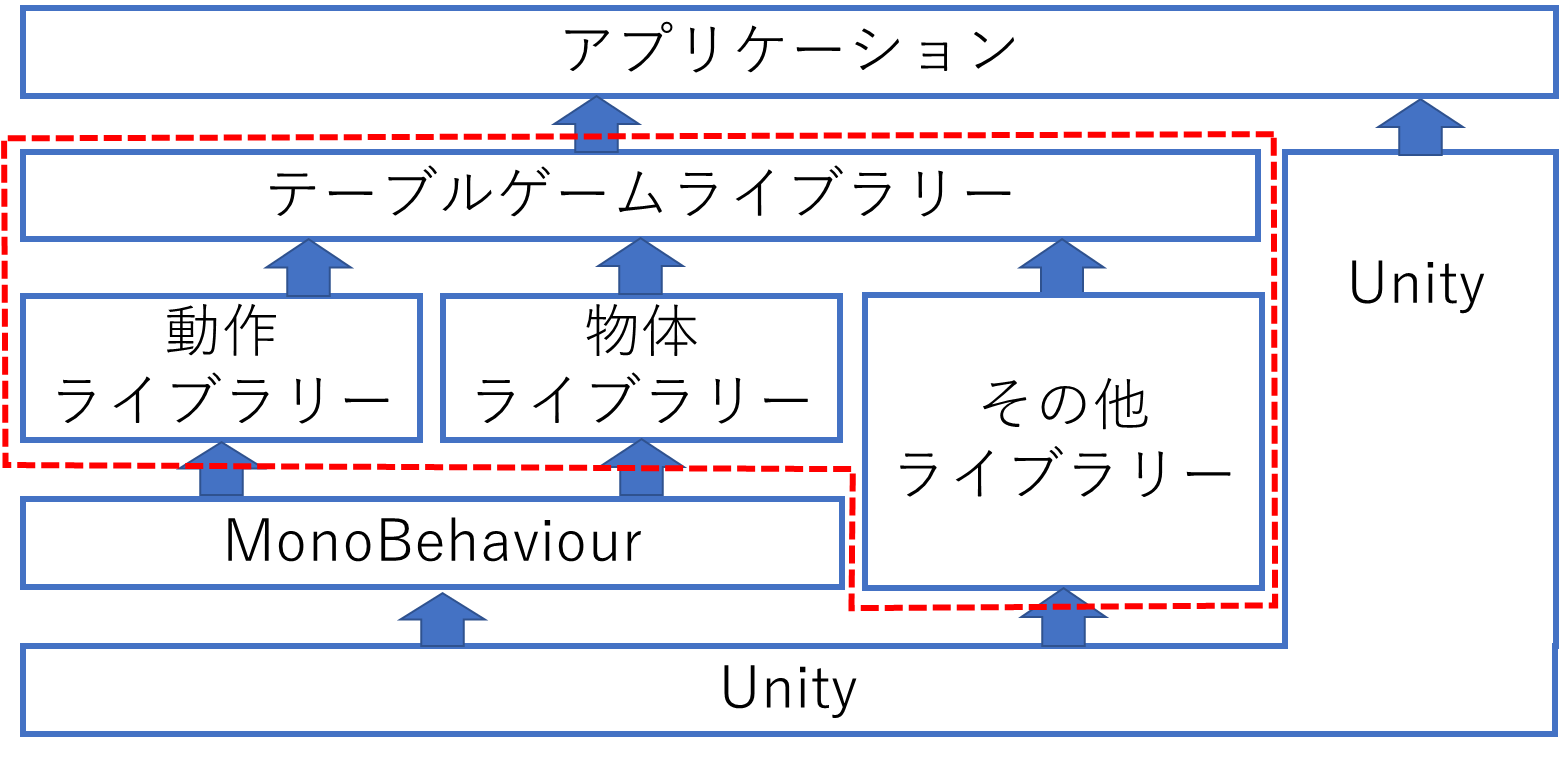 アプリケーション
テーブルゲームライブラリー
Unity
動作
ライブラリー
物体
ライブラリー
その他
ライブラリー
MonoBehaviour
Unity